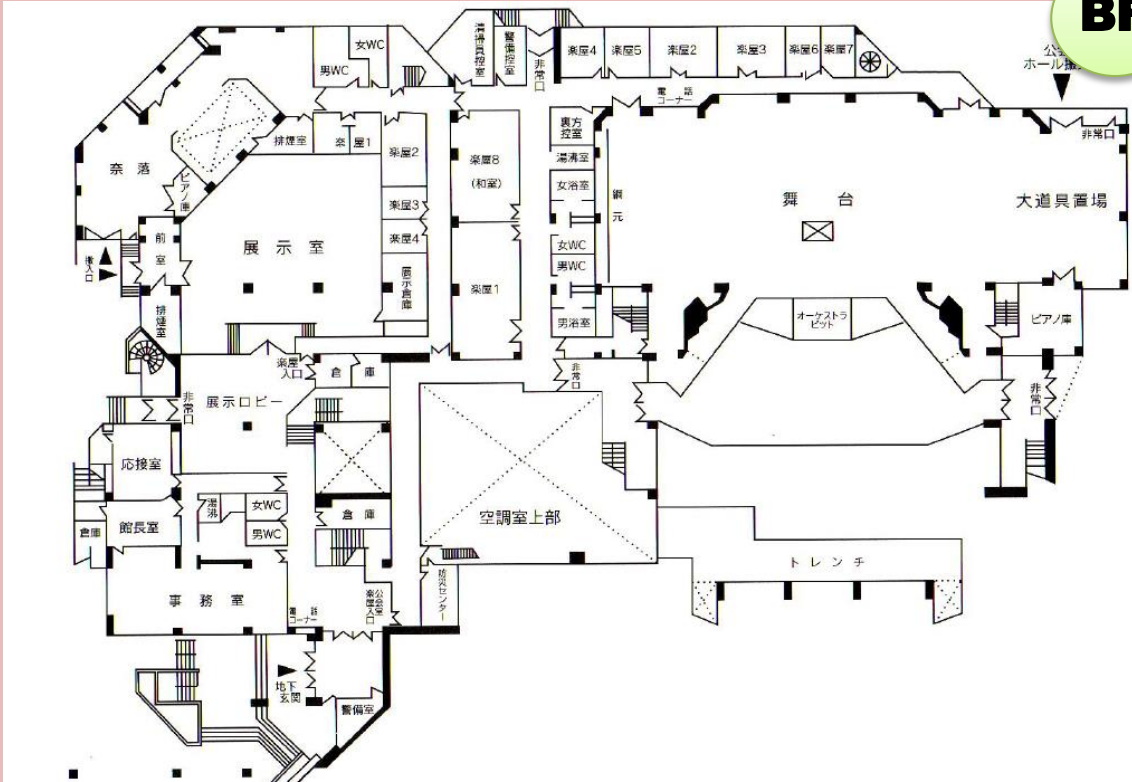 BF
女WC
男WC
清掃員控室
警備控室
非常口
楽屋4
楽屋5
楽屋2
楽屋3
楽屋6
楽屋7
公会
ホール搬
電話
コーナー
非常口
排煙室
楽屋1
楽屋2
楽屋8
(和室)
裏方
控室
湯沸室
女浴室
綱元
舞台
大道具置場
奈落
ピアノ庫
楽屋3
楽屋4
前室
展示室
搬入口
展示倉庫
楽屋1
女WC
男WC
男浴室
オーケストラ
ピット
ピアノ庫
排煙室
楽屋
入口
倉庫
非常口
非常口
非常口
展示ロビー
応接室
湯沸
女WC
男WC
倉庫
館長室
倉庫
空調室上部
トレンチ
事務室
電話
コーナー
公会堂
楽屋入口
防災センター
地下
玄関
警備室